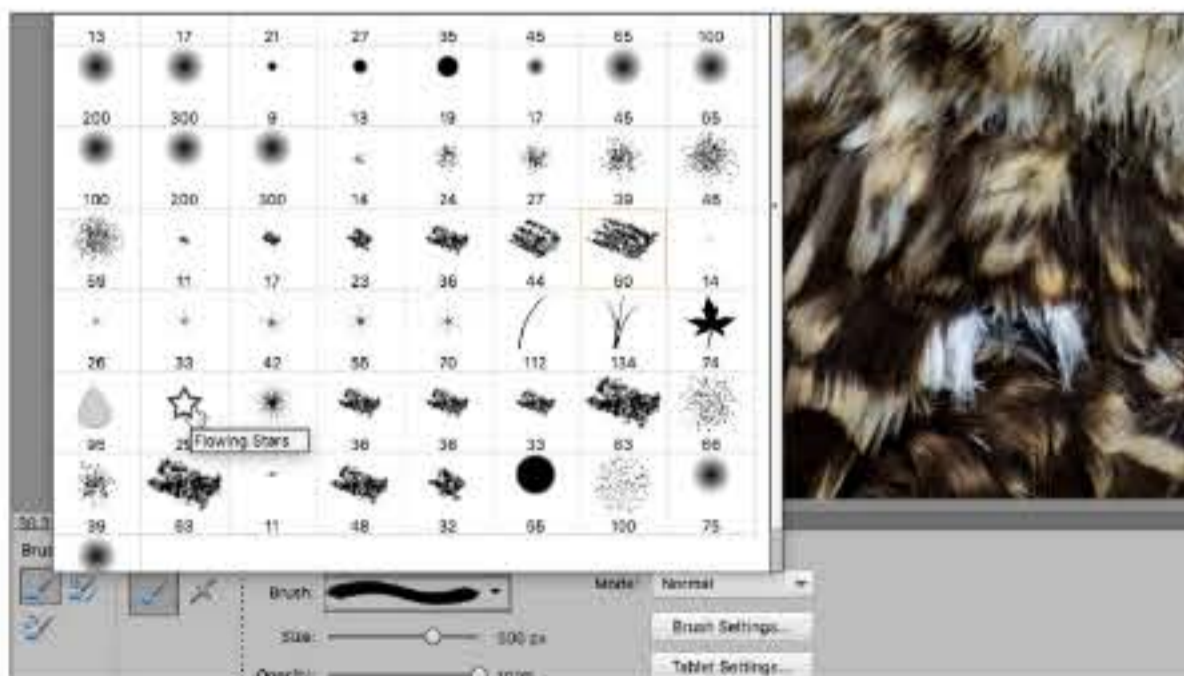 13 17 21 27 35 45 65 100
200 300 9 13 19 17 45 65
100 200 300 14 24 27 39 46
59 11 17 23 36 44 60 14
26 33 42 55 70 112 134 74
95 36 36 33 63 66
Flowing Stars
39 63 11 48 32 55 100 75
Brush:
Mode: Normal
Size: 500 px
Brush Settings...
Opacity:
Tablet Settings...